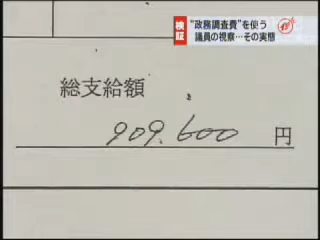 検証
“政務調査費”を使う
議員の視察…その実態
総支給額
909.600 円